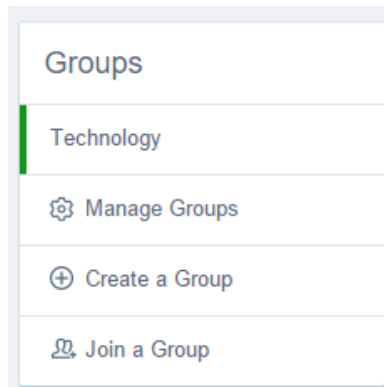 Groups
Technology
Manage Groups
Create a Group
Join a Group